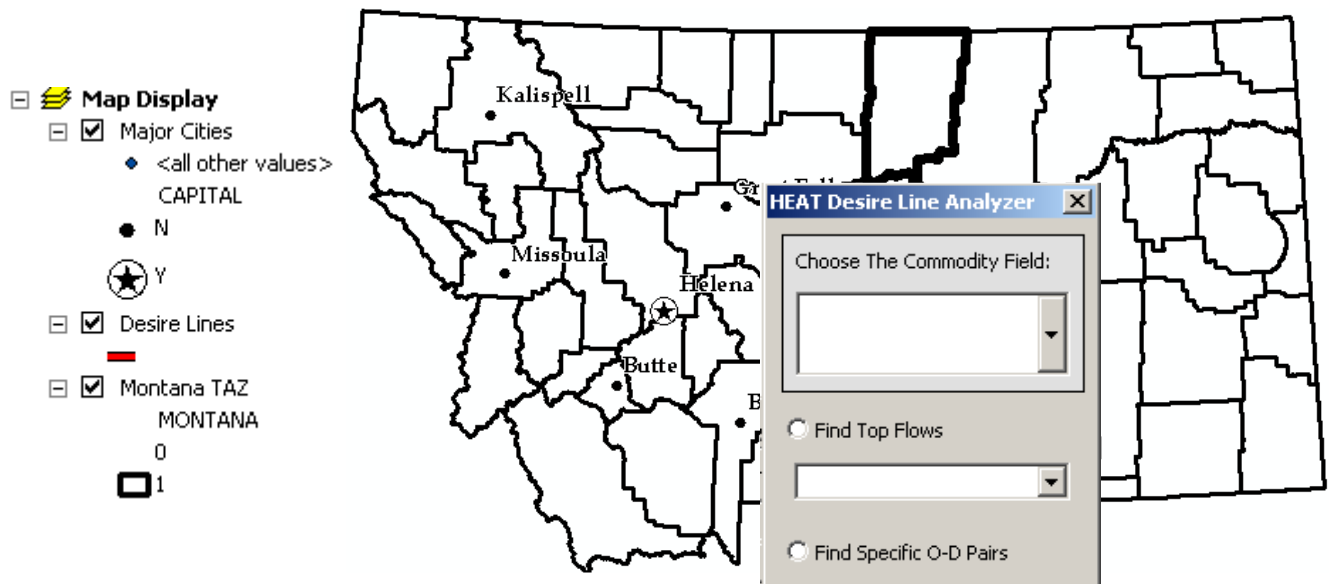 Map Display
Major Cities
<all other values>
CAPITAL
N
Y
Desire Lines
Montana TAZ
MONTANA
0
1
Kalispell
Missoula
Helena
Butte
HEAT Desire Line Analyzer
Choose The Commodity Field:
Find Top Flows
Find Specific O-D Pairs